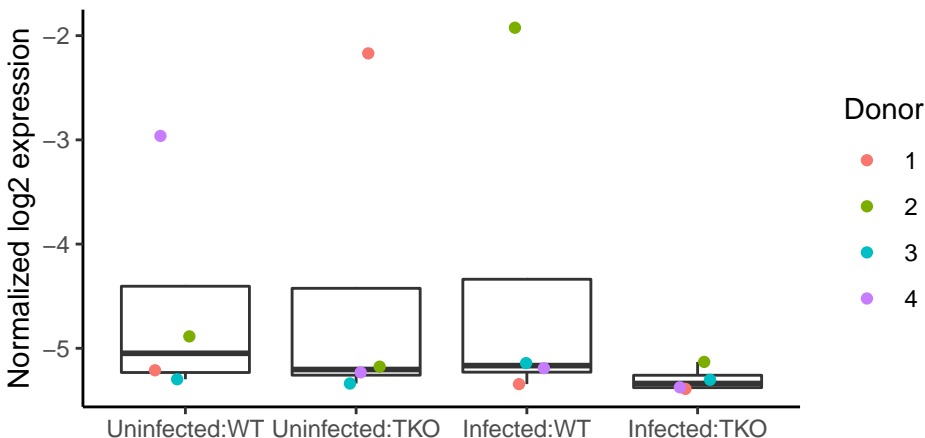 Normalized log2 expression
−2
−3
−4
−5
Uninfected:WT
Uninfected:TKO
Infected:WT
Infected:TKO
Donor
1
2
3
4